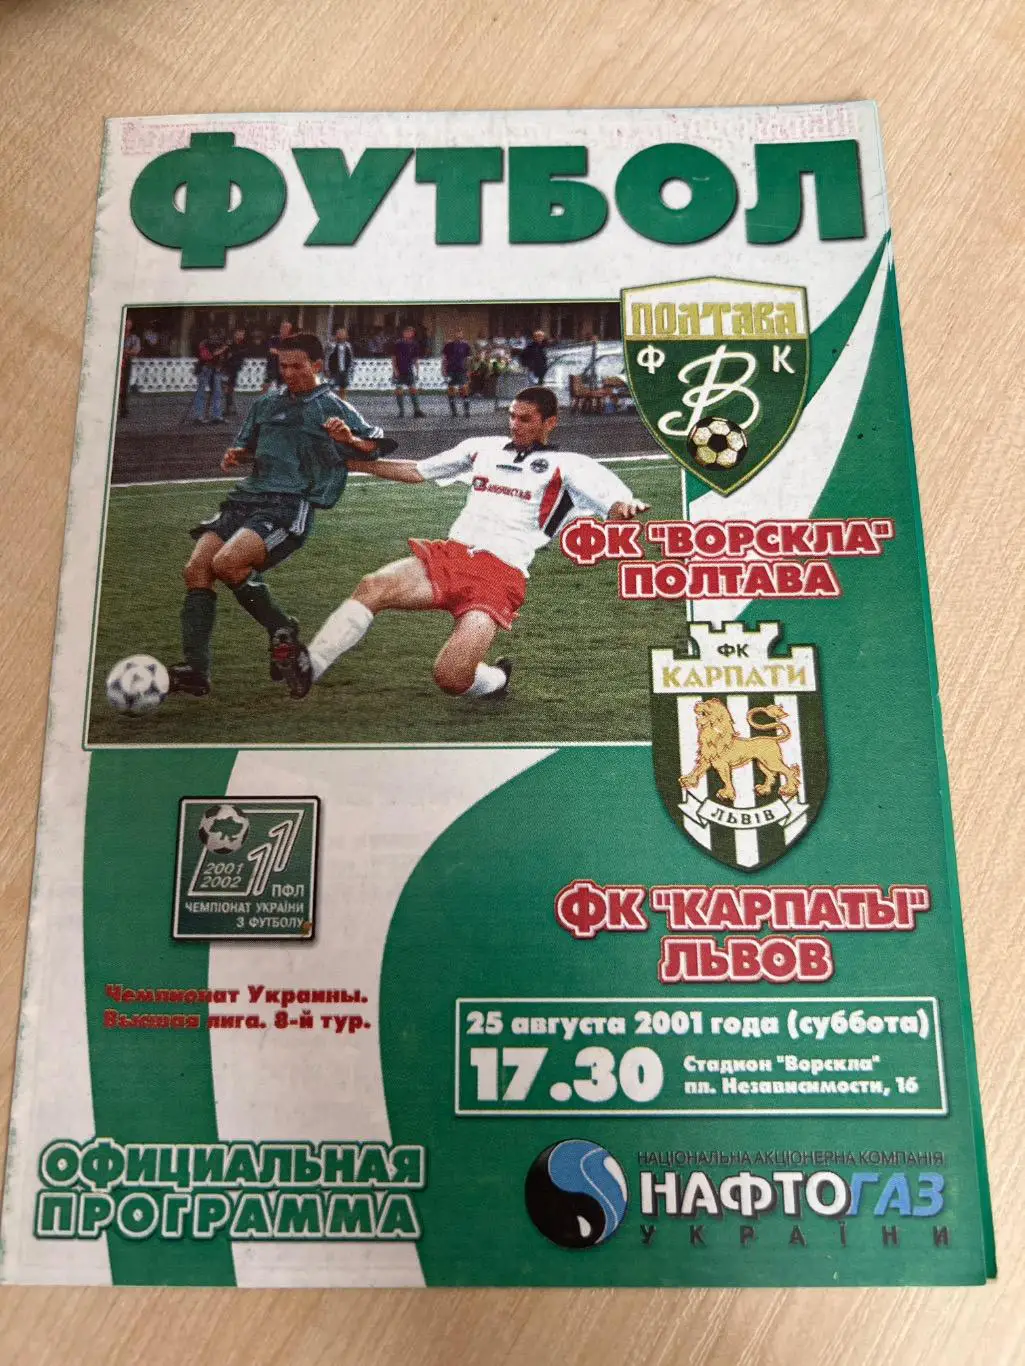 ФУТБОЛ
ПОЛТАВА
Ф К
В
ФК "ВОРСКЛА"
ПОЛТАВА
ФК
КАРПАТИ
ЛЬВІВ
ФК "КАРПАТЫ"
ЛЬВОВ
2001
2002
11
ПФЛ
ЧЕМПІОНАТ УКРАЇНИ
З ФУТБОЛУ
Чемпионат Украины.
Высшая лига. 8-й тур.
25 августа 2001 года (суббота)
17.30
Стадион "Ворскла"
пл. Независимости, 16
ОФИЦИАЛЬНАЯ
ПРОГРАММА
НАЦІОНАЛЬНА АКЦІОНЕРНА КОМПАНІЯ
НАФТОГАЗ
УКРАЇНИ